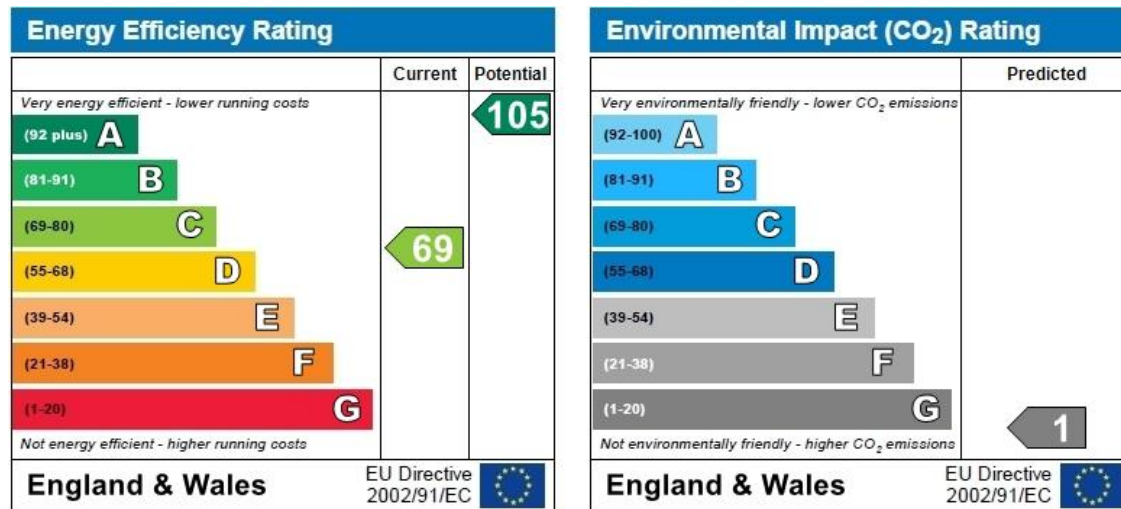 Energy Efficiency Rating
Current Potential
Very energy efficient - lower running costs
(92 plus) A
(81-91) B
(69-80) C
(55-68) D
(39-54) E
(21-38) F
(1-20) G
105
69
Not energy efficient - higher running costs
England & Wales
EU Directive
2002/91/EC
Environmental Impact (CO₂) Rating
Predicted
Very environmentally friendly - lower CO₂ emissions
(92-100) A
(81-91) B
(69-80) C
(55-68) D
(39-54) E
(21-38) F
(1-20) G
1
Not environmentally friendly - higher CO₂ emissions
England & Wales
EU Directive
2002/91/EC